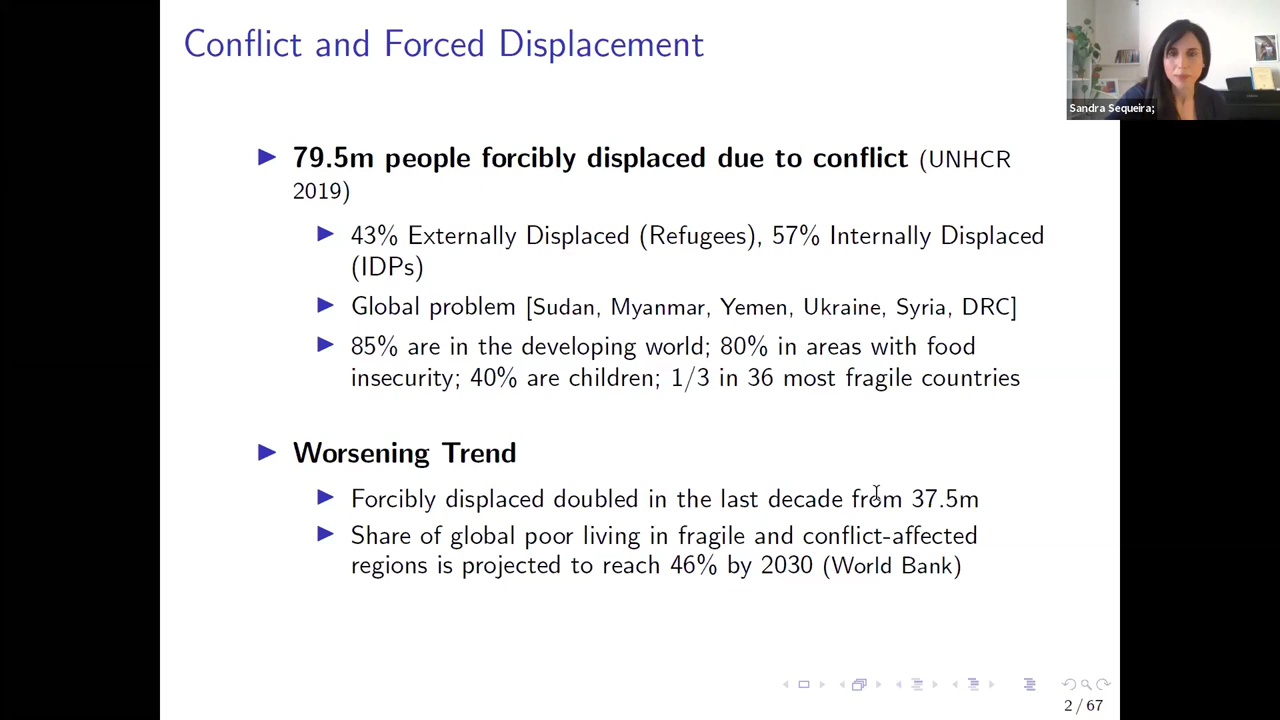 Conflict and Forced Displacement
Sandra Sequeira;
79.5m people forcibly displaced due to conflict (UNHCR
2019)
43% Externally Displaced (Refugees), 57% Internally Displaced
(IDPs)
Global problem [Sudan, Myanmar, Yemen, Ukraine, Syria, DRC]
85% are in the developing world; 80% in areas with food
insecurity; 40% are children; 1/3 in 36 most fragile countries
Worsening Trend
Forcibly displaced doubled in the last decade from 37.5m
Share of global poor living in fragile and conflict-affected
regions is projected to reach 46% by 2030 (World Bank)
2 / 67